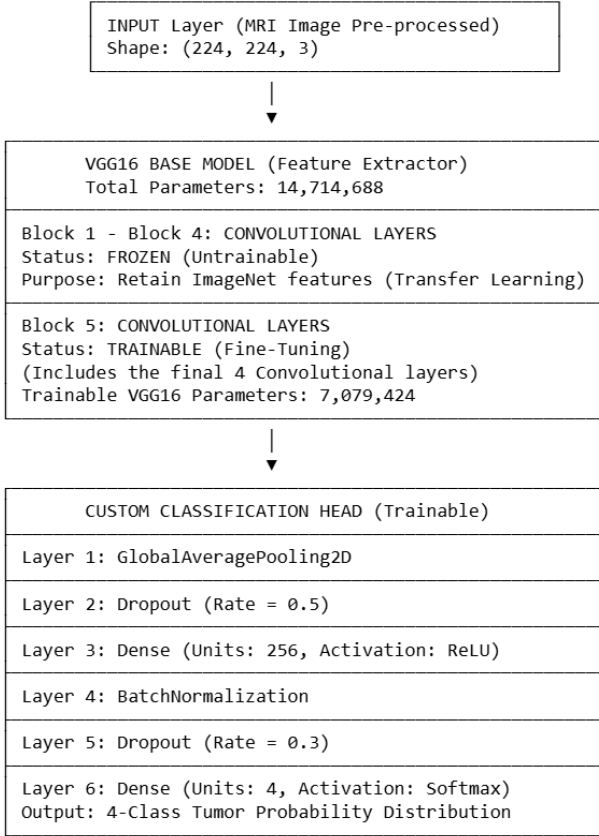 INPUT Layer (MRI Image Pre-processed)
Shape: (224, 224, 3)
VGG16 BASE MODEL (Feature Extractor)
Total Parameters: 14,714,688
Block 1 - Block 4: CONVOLUTIONAL LAYERS
Status: FROZEN (Untrainable)
Purpose: Retain ImageNet features (Transfer Learning)
Block 5: CONVOLUTIONAL LAYERS
Status: TRAINABLE (Fine-Tuning)
(Includes the final 4 Convolutional layers)
Trainable VGG16 Parameters: 7,079,424
CUSTOM CLASSIFICATION HEAD (Trainable)
Layer 1: GlobalAveragePooling2D
Layer 2: Dropout (Rate = 0.5)
Layer 3: Dense (Units: 256, Activation: ReLU)
Layer 4: BatchNormalization
Layer 5: Dropout (Rate = 0.3)
Layer 6: Dense (Units: 4, Activation: Softmax)
Output: 4-Class Tumor Probability Distribution